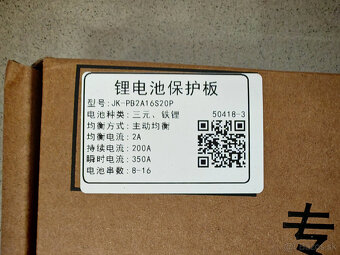 锂电池保护板
型号: JK-PB2A16S20P
电池种类: 三元、铁锂 50418-3
均衡方式: 主动均衡
均衡电流: 2A
持续电流: 200A
瞬时电流: 350A
电池串数: 8-16
专